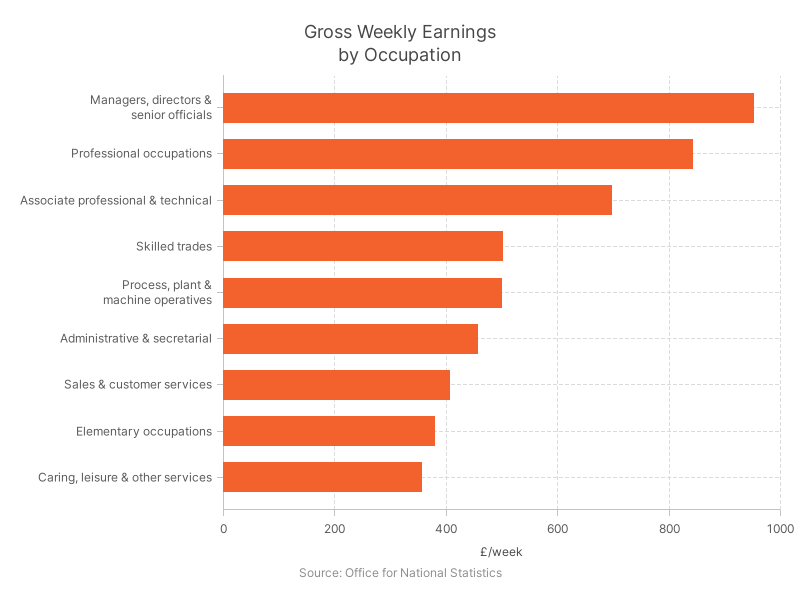 Gross Weekly Earnings
by Occupation
Managers, directors &
senior officials
Professional occupations
Associate professional & technical
Skilled trades
Process, plant &
machine operatives
Administrative & secretarial
Sales & customer services
Elementary occupations
Caring, leisure & other services
0 200 400 600 800 1000
£/week
Source: Office for National Statistics